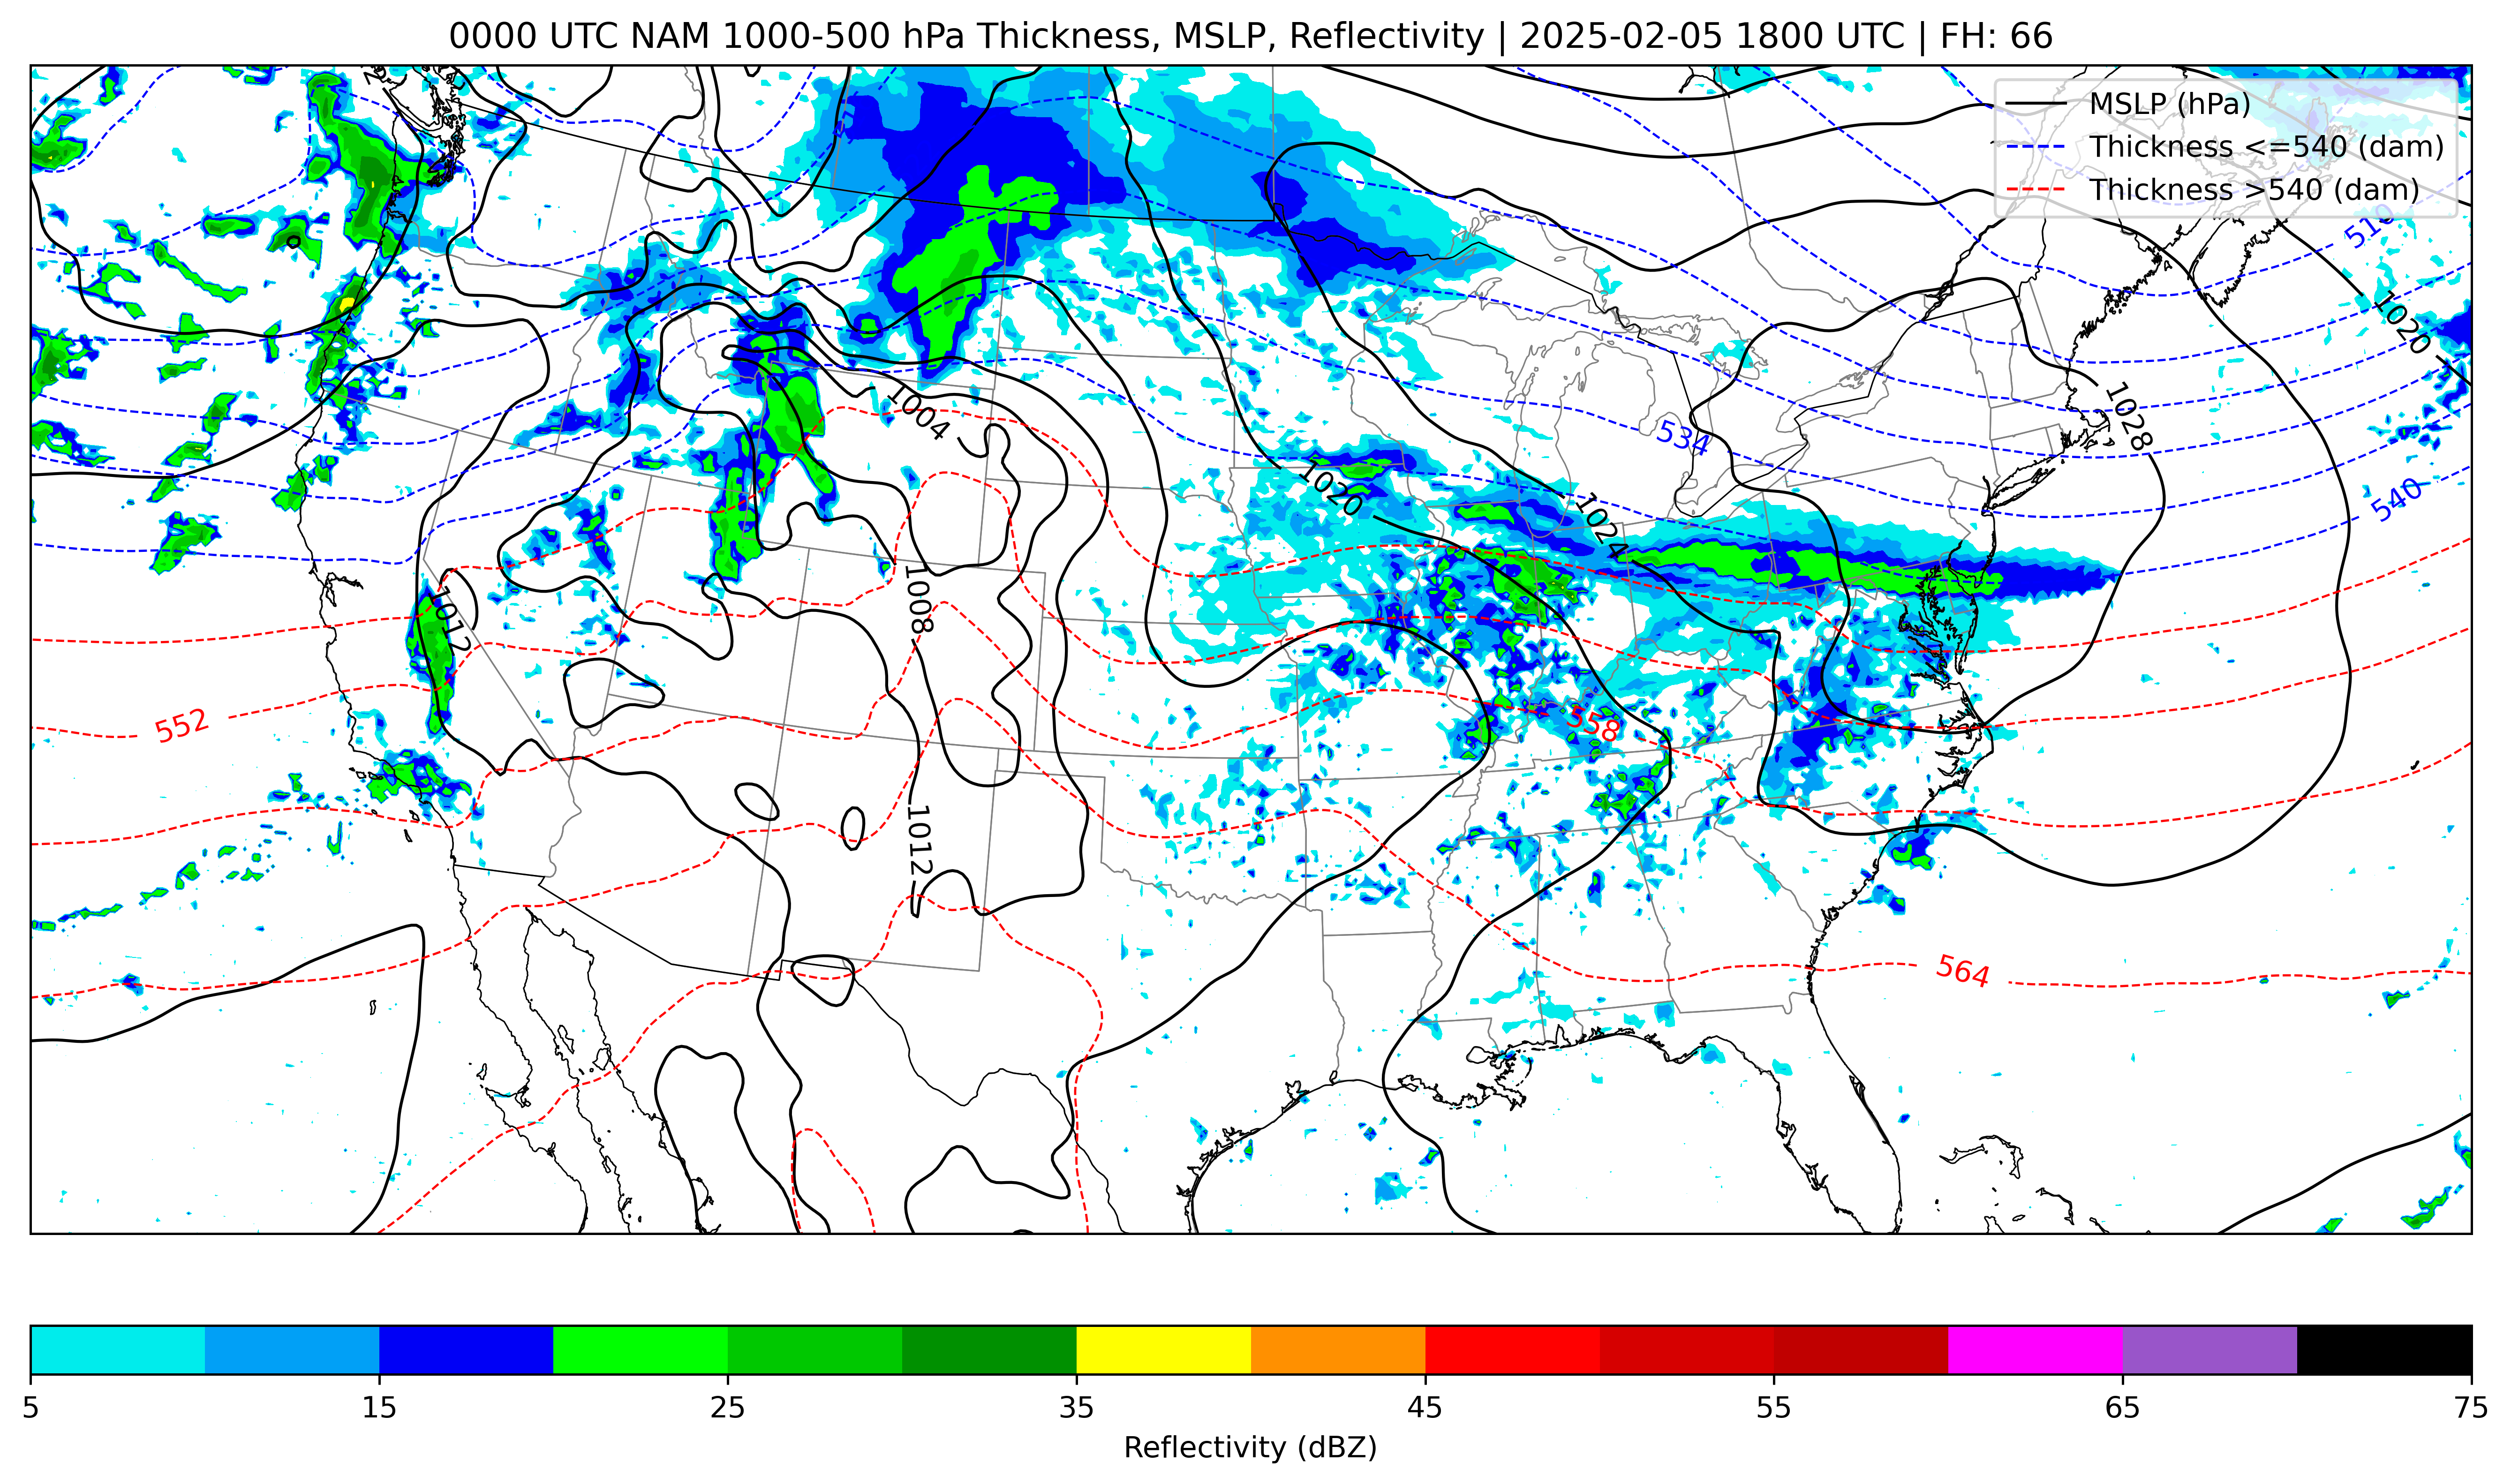 0000 UTC NAM 1000-500 hPa Thickness, MSLP, Reflectivity | 2025-02-05 1800 UTC | FH: 66
MSLP (hPa)
Thickness <=540 (dam)
Thickness >540 (dam)
510
1020
1004
1028
534
1020
540
1024
1008
1012
552
558
1012
564
5 15 25 35 45 55 65 75
Reflectivity (dBZ)